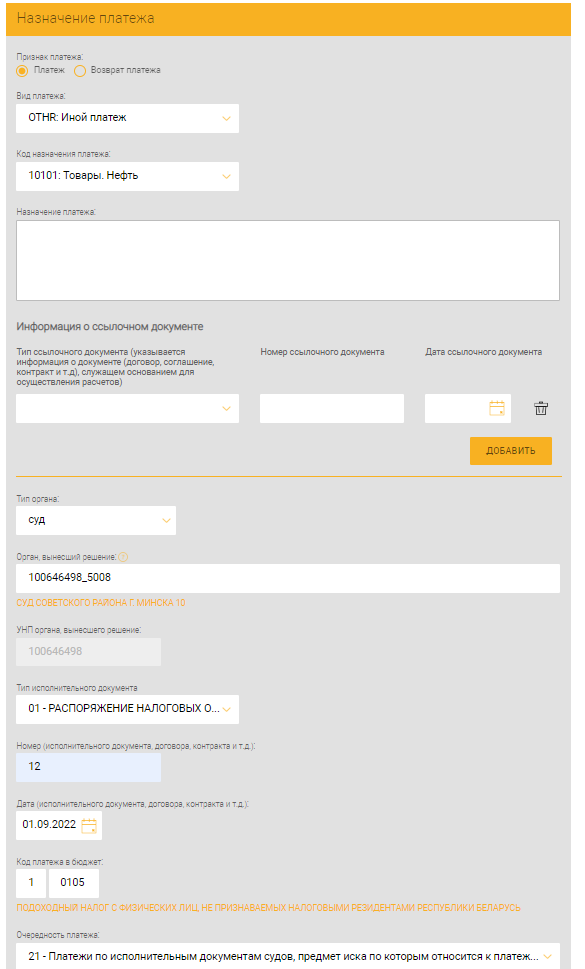 Назначение платежа
Признак платежа:
Платеж Возврат платежа
Вид платежа:
OTHR: Иной платеж
Код назначения платежа:
10101: Товары. Нефть
Назначение платежа:
Информация о ссылочном документе
Тип ссылочного документа (указывается
информация о документе (договор, соглашение,
контракт и т.д), служащем основанием для
осуществления расчетов)
Номер ссылочного документа
Дата ссылочного документа
ДОБАВИТЬ
Тип органа:
суд
Орган, вынесший решение: ?
100646498_5008
СУД СОВЕТСКОГО РАЙОНА Г. МИНСКА 10
УНП органа, вынесшего решение:
100646498
Тип исполнительного документа
01 - РАСПОРЯЖЕНИЕ НАЛОГОВЫХ О...
Номер (исполнительного документа, договора, контракта и т.д.):
12
Дата (исполнительного документа, договора, контракта и т.д.):
01.09.2022
Код платежа в бюджет:
1 0105
ПОДОХОДНЫЙ НАЛОГ С ФИЗИЧЕСКИХ ЛИЦ, НЕ ПРИЗНАВАЕМЫХ НАЛОГОВЫМИ РЕЗИДЕНТАМИ РЕСПУБЛИКИ БЕЛАРУСЬ
Очередность платежа:
21 - Платежи по исполнительным документам судов, предмет иска по которым относится к платеж...